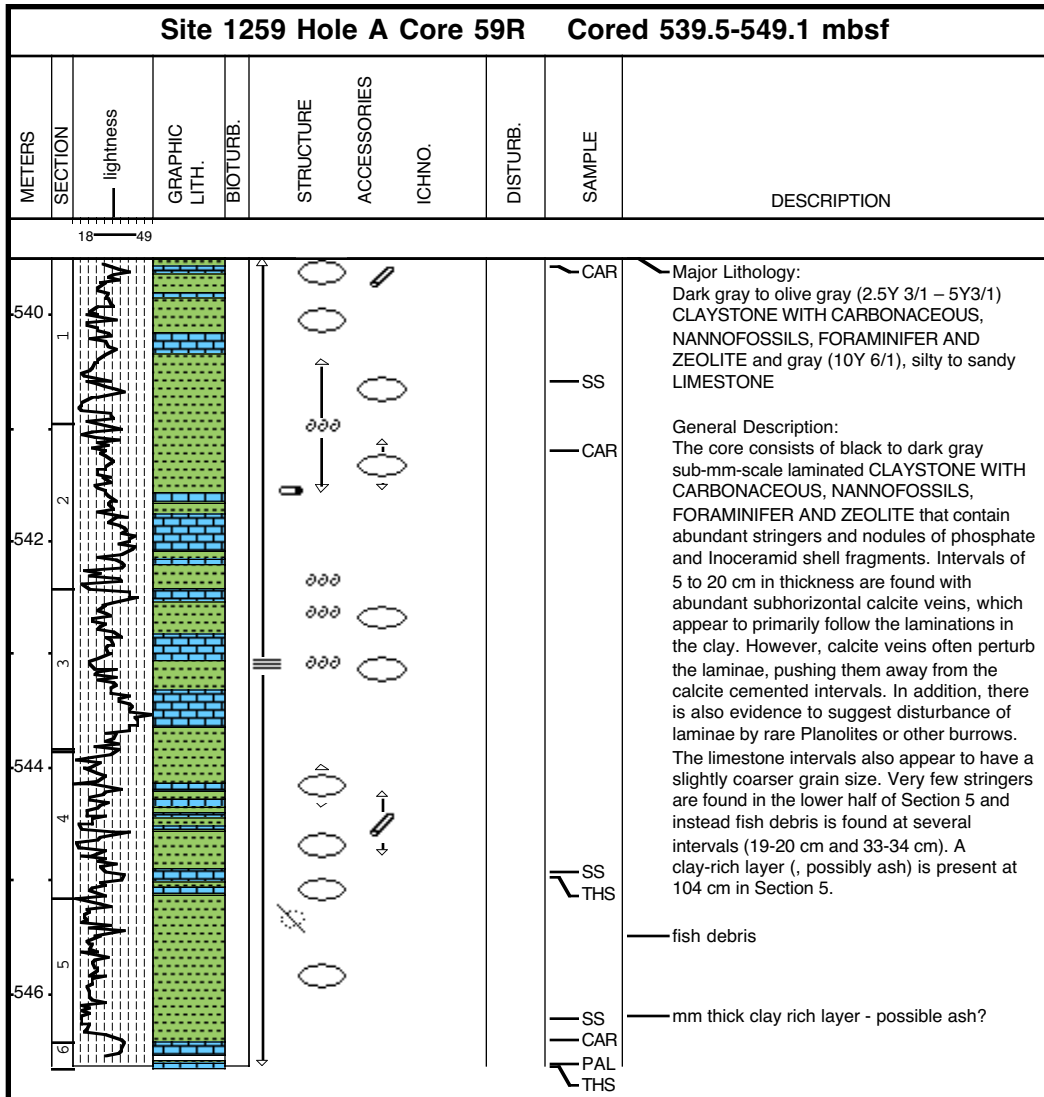 Site 1259 Hole A Core 59R Cored 539.5-549.1 mbsf
METERS
SECTION
lightness
GRAPHIC
LITH.
BIOTURB.
STRUCTURE
ACCESSORIES
ICHNO.
DISTURB.
SAMPLE
DESCRIPTION
18 49
540
542
544
546
1
2
3
4
5
6
CAR
SS
CAR
SS
THS
SS
CAR
PAL
THS
Major Lithology:
Dark gray to olive gray (2.5Y 3/1 – 5Y3/1)
CLAYSTONE WITH CARBONACEOUS,
NANNOFOSSILS, FORAMINIFER AND
ZEOLITE and gray (10Y 6/1), silty to sandy
LIMESTONE
General Description:
The core consists of black to dark gray
sub-mm-scale laminated CLAYSTONE WITH
CARBONACEOUS, NANNOFOSSILS,
FORAMINIFER AND ZEOLITE that contain
abundant stringers and nodules of phosphate
and Inoceramid shell fragments. Intervals of
5 to 20 cm in thickness are found with
abundant subhorizontal calcite veins, which
appear to primarily follow the laminations in
the clay. However, calcite veins often perturb
the laminae, pushing them away from the
calcite cemented intervals. In addition, there
is also evidence to suggest disturbance of
laminae by rare Planolites or other burrows.
The limestone intervals also appear to have a
slightly coarser grain size. Very few stringers
are found in the lower half of Section 5 and
instead fish debris is found at several
intervals (19-20 cm and 33-34 cm). A
clay-rich layer (, possibly ash) is present at
104 cm in Section 5.
fish debris
mm thick clay rich layer - possible ash?